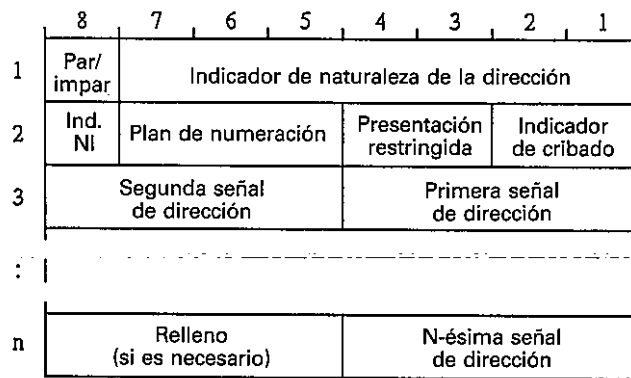 8 7 6 5 4 3 2 1
1 Par/
impar Indicador de naturaleza de la dirección
2 Ind.
NI Plan de numeración Presentación
restringida Indicador
de cribado
3 Segunda señal
de dirección Primera señal
de dirección
:
n Relleno
(si es necesario) N-ésima señal
de dirección